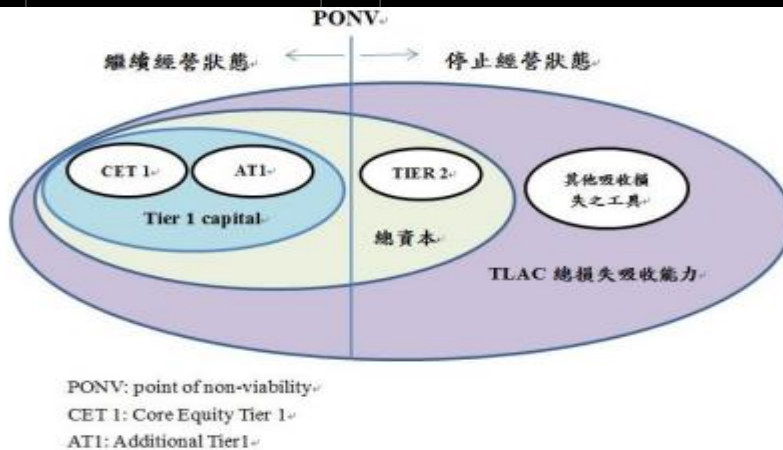 PONV
繼續經營狀態
停止經營狀態
CET 1
AT1
TIER 2
其他吸收損
失之工具
Tier 1 capital
總資本
TLAC 總損失吸收能力
PONV: point of non-viability
CET 1: Core Equity Tier 1
AT1: Additional Tier1